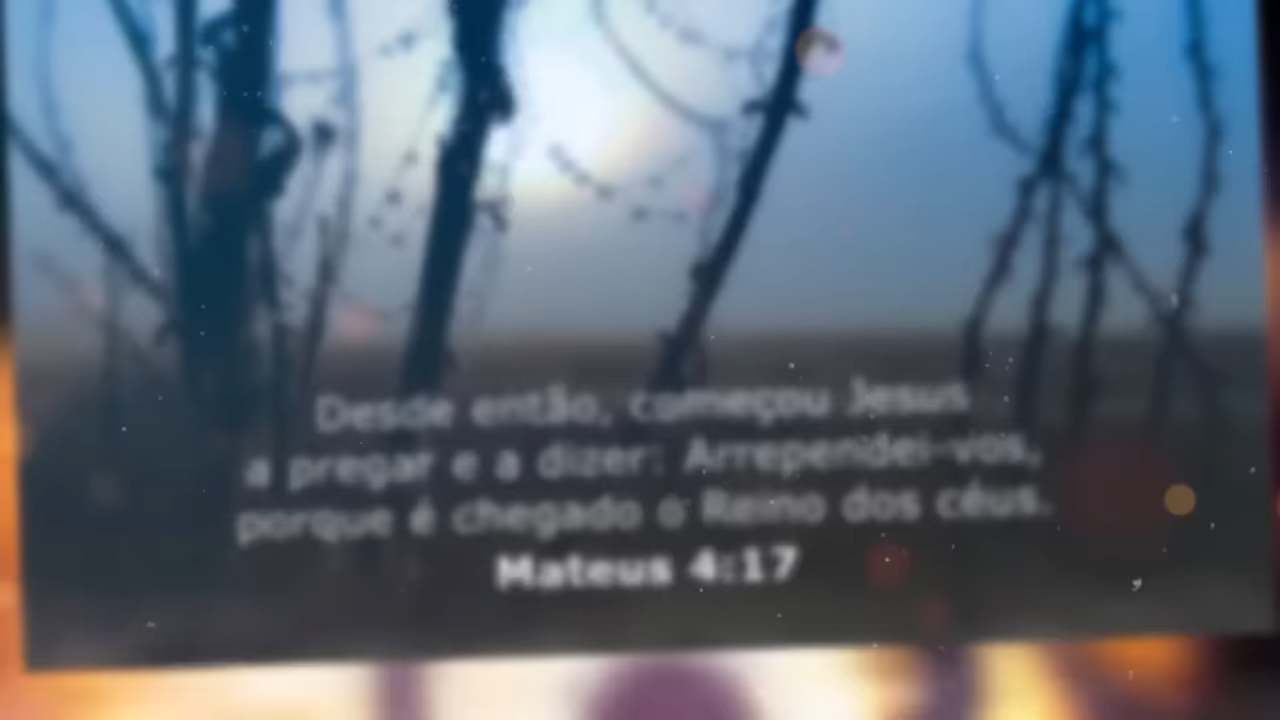 Desde então, começou Jesus
a pregar e a dizer: Arrependei-vos,
porque é chegado o Reino dos céus.
Mateus 4:17